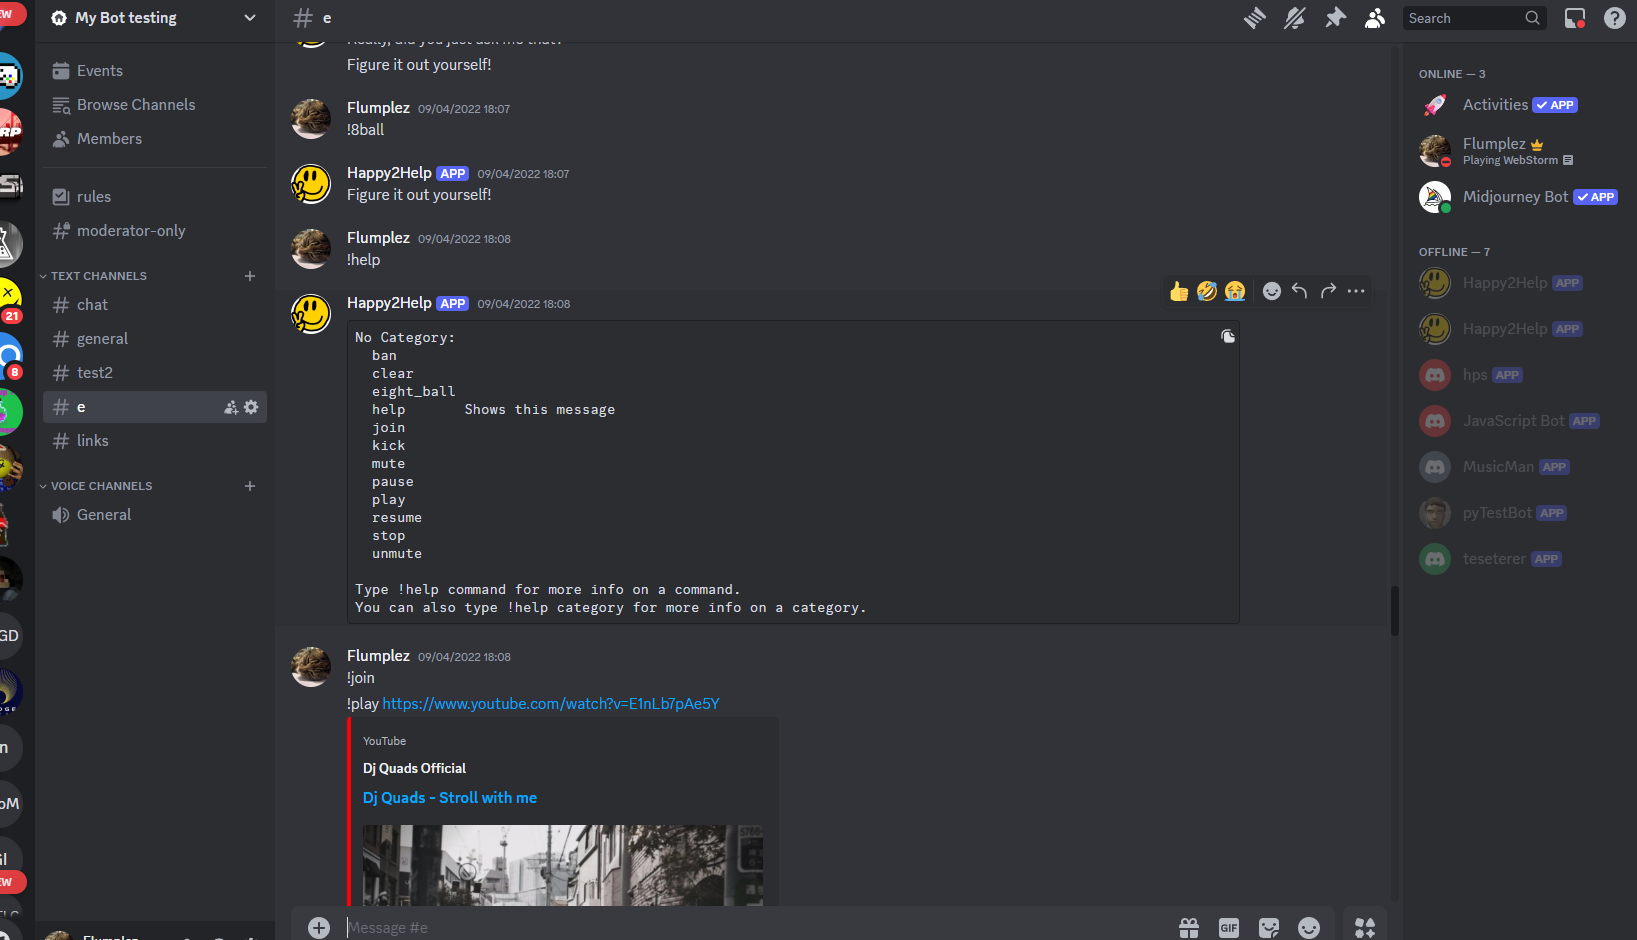 EW
My Bot testing
Events
Browse Channels
Members
rules
moderator-only
TEXT CHANNELS
chat
general
test2
e
links
VOICE CHANNELS
General
RP
21
8
GD
n
oM
GI
EW
Flumplez
e
Search
Figure it out yourself!
Flumplez 09/04/2022 18:07
!8ball
Happy2Help APP 09/04/2022 18:07
Figure it out yourself!
Flumplez 09/04/2022 18:08
!help
Happy2Help APP 09/04/2022 18:08
No Category:
ban
clear
eight_ball
help Shows this message
join
kick
mute
pause
play
resume
stop
unmute
Type !help command for more info on a command.
You can also type !help category for more info on a category.
Flumplez 09/04/2022 18:08
!join
!play https://www.youtube.com/watch?v=E1nLb7pAe5Y
YouTube
Dj Quads Official
Dj Quads - Stroll with me
Message #e
GIF
ONLINE — 3
Activities APP
Flumplez
Playing WebStorm
Midjourney Bot APP
OFFLINE — 7
Happy2Help APP
Happy2Help APP
hps APP
JavaScript Bot APP
MusicMan APP
pyTestBot APP
teseterer APP